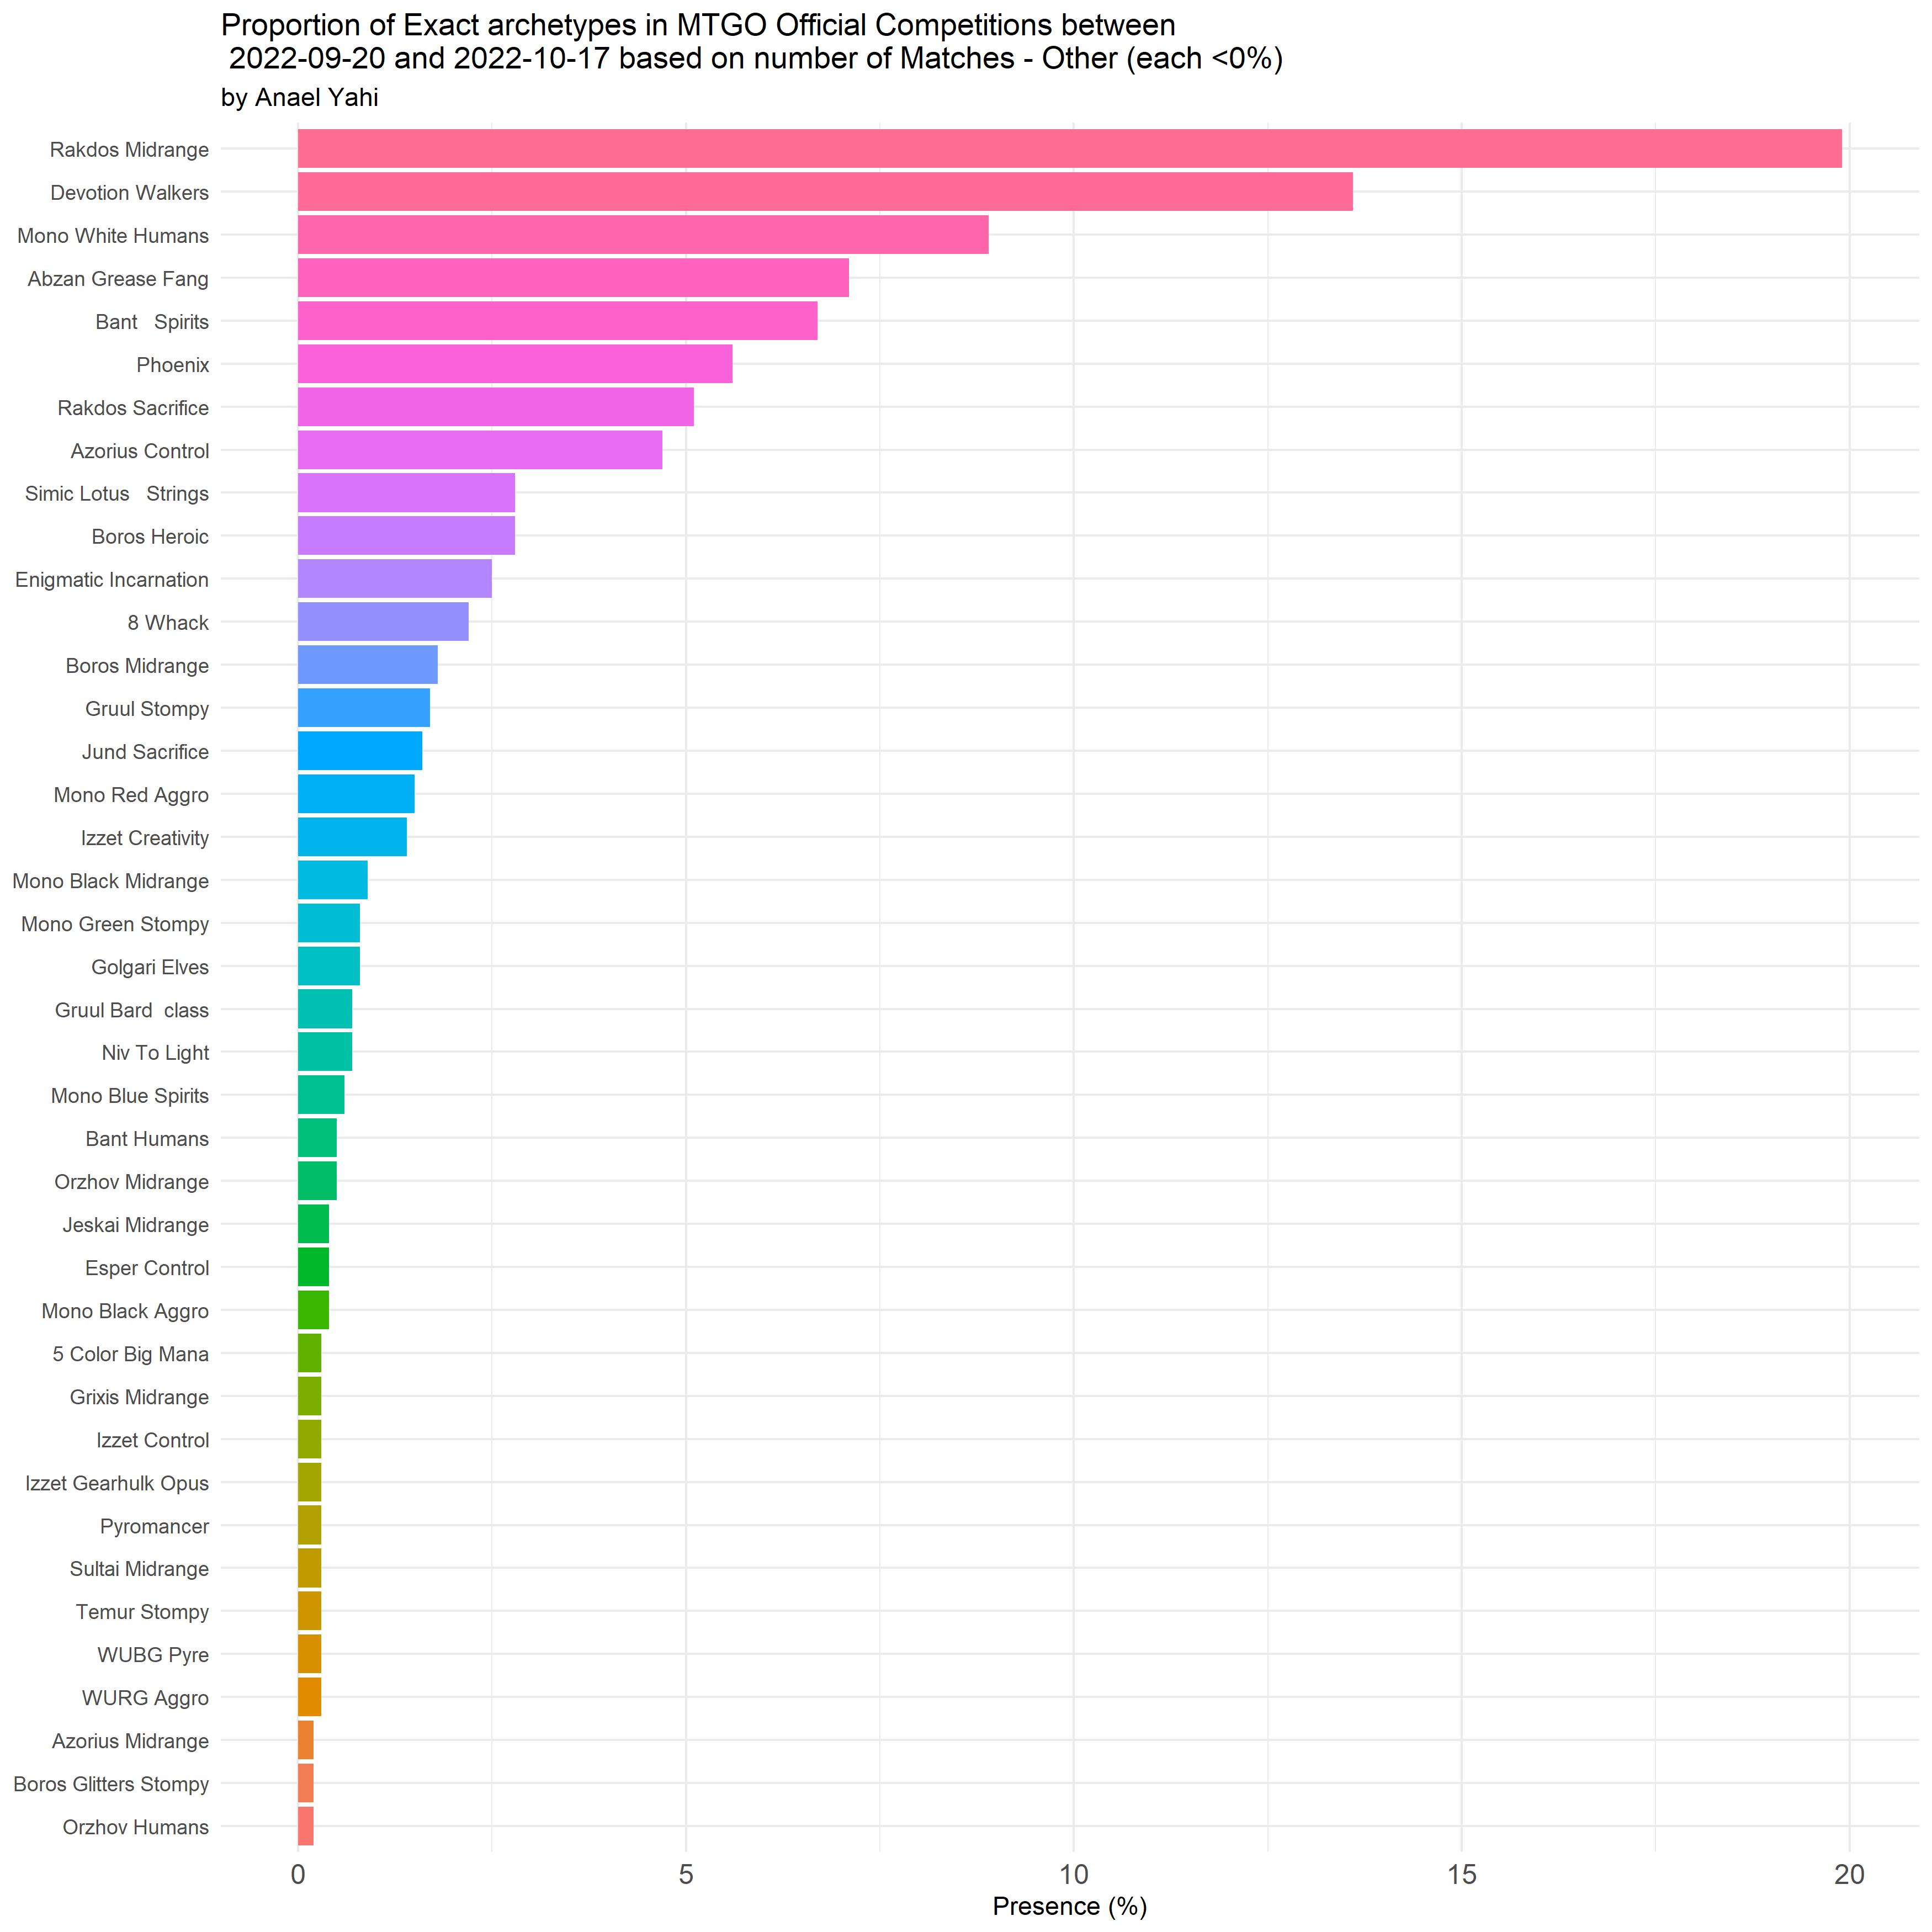 Proportion of Exact archetypes in MTGO Official Competitions between
2022-09-20 and 2022-10-17 based on number of Matches - Other (each <0%)
by Anael Yahi
Rakdos Midrange
Devotion Walkers
Mono White Humans
Abzan Grease Fang
Bant   Spirits
Phoenix
Rakdos Sacrifice
Azorius Control
Simic Lotus   Strings
Boros Heroic
Enigmatic Incarnation
8 Whack
Boros Midrange
Gruul Stompy
Jund Sacrifice
Mono Red Aggro
Izzet Creativity
Mono Black Midrange
Mono Green Stompy
Golgari Elves
Gruul Bard  class
Niv To Light
Mono Blue Spirits
Bant Humans
Orzhov Midrange
Jeskai Midrange
Esper Control
Mono Black Aggro
5 Color Big Mana
Grixis Midrange
Izzet Control
Izzet Gearhulk Opus
Pyromancer
Sultai Midrange
Temur Stompy
WUBG Pyre
WURG Aggro
Azorius Midrange
Boros Glitters Stompy
Orzhov Humans
0 5 10 15 20
Presence (%)